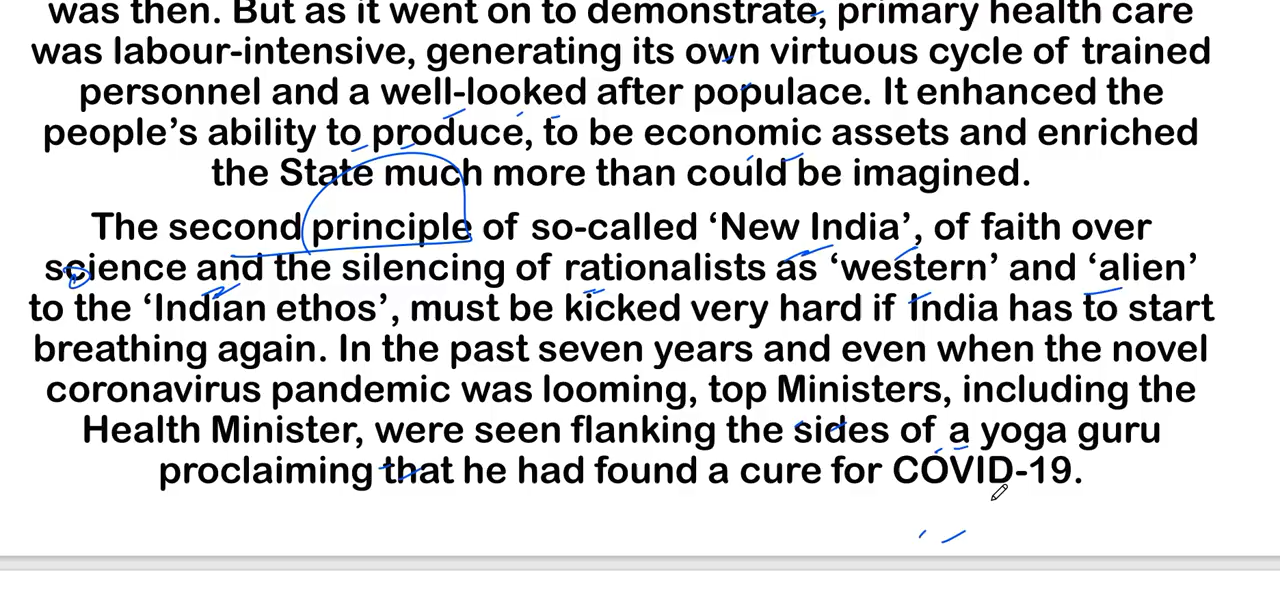 was then. But as it went on to demonstrate, primary health care
was labour-intensive, generating its own virtuous cycle of trained
personnel and a well-looked after populace. It enhanced the
people’s ability to produce, to be economic assets and enriched
the State much more than could be imagined.
The second principle of so-called ‘New India’, of faith over
science and the silencing of rationalists as ‘western’ and ‘alien’
to the ‘Indian ethos’, must be kicked very hard if India has to start
breathing again. In the past seven years and even when the novel
coronavirus pandemic was looming, top Ministers, including the
Health Minister, were seen flanking the sides of a yoga guru
proclaiming that he had found a cure for COVID-19.